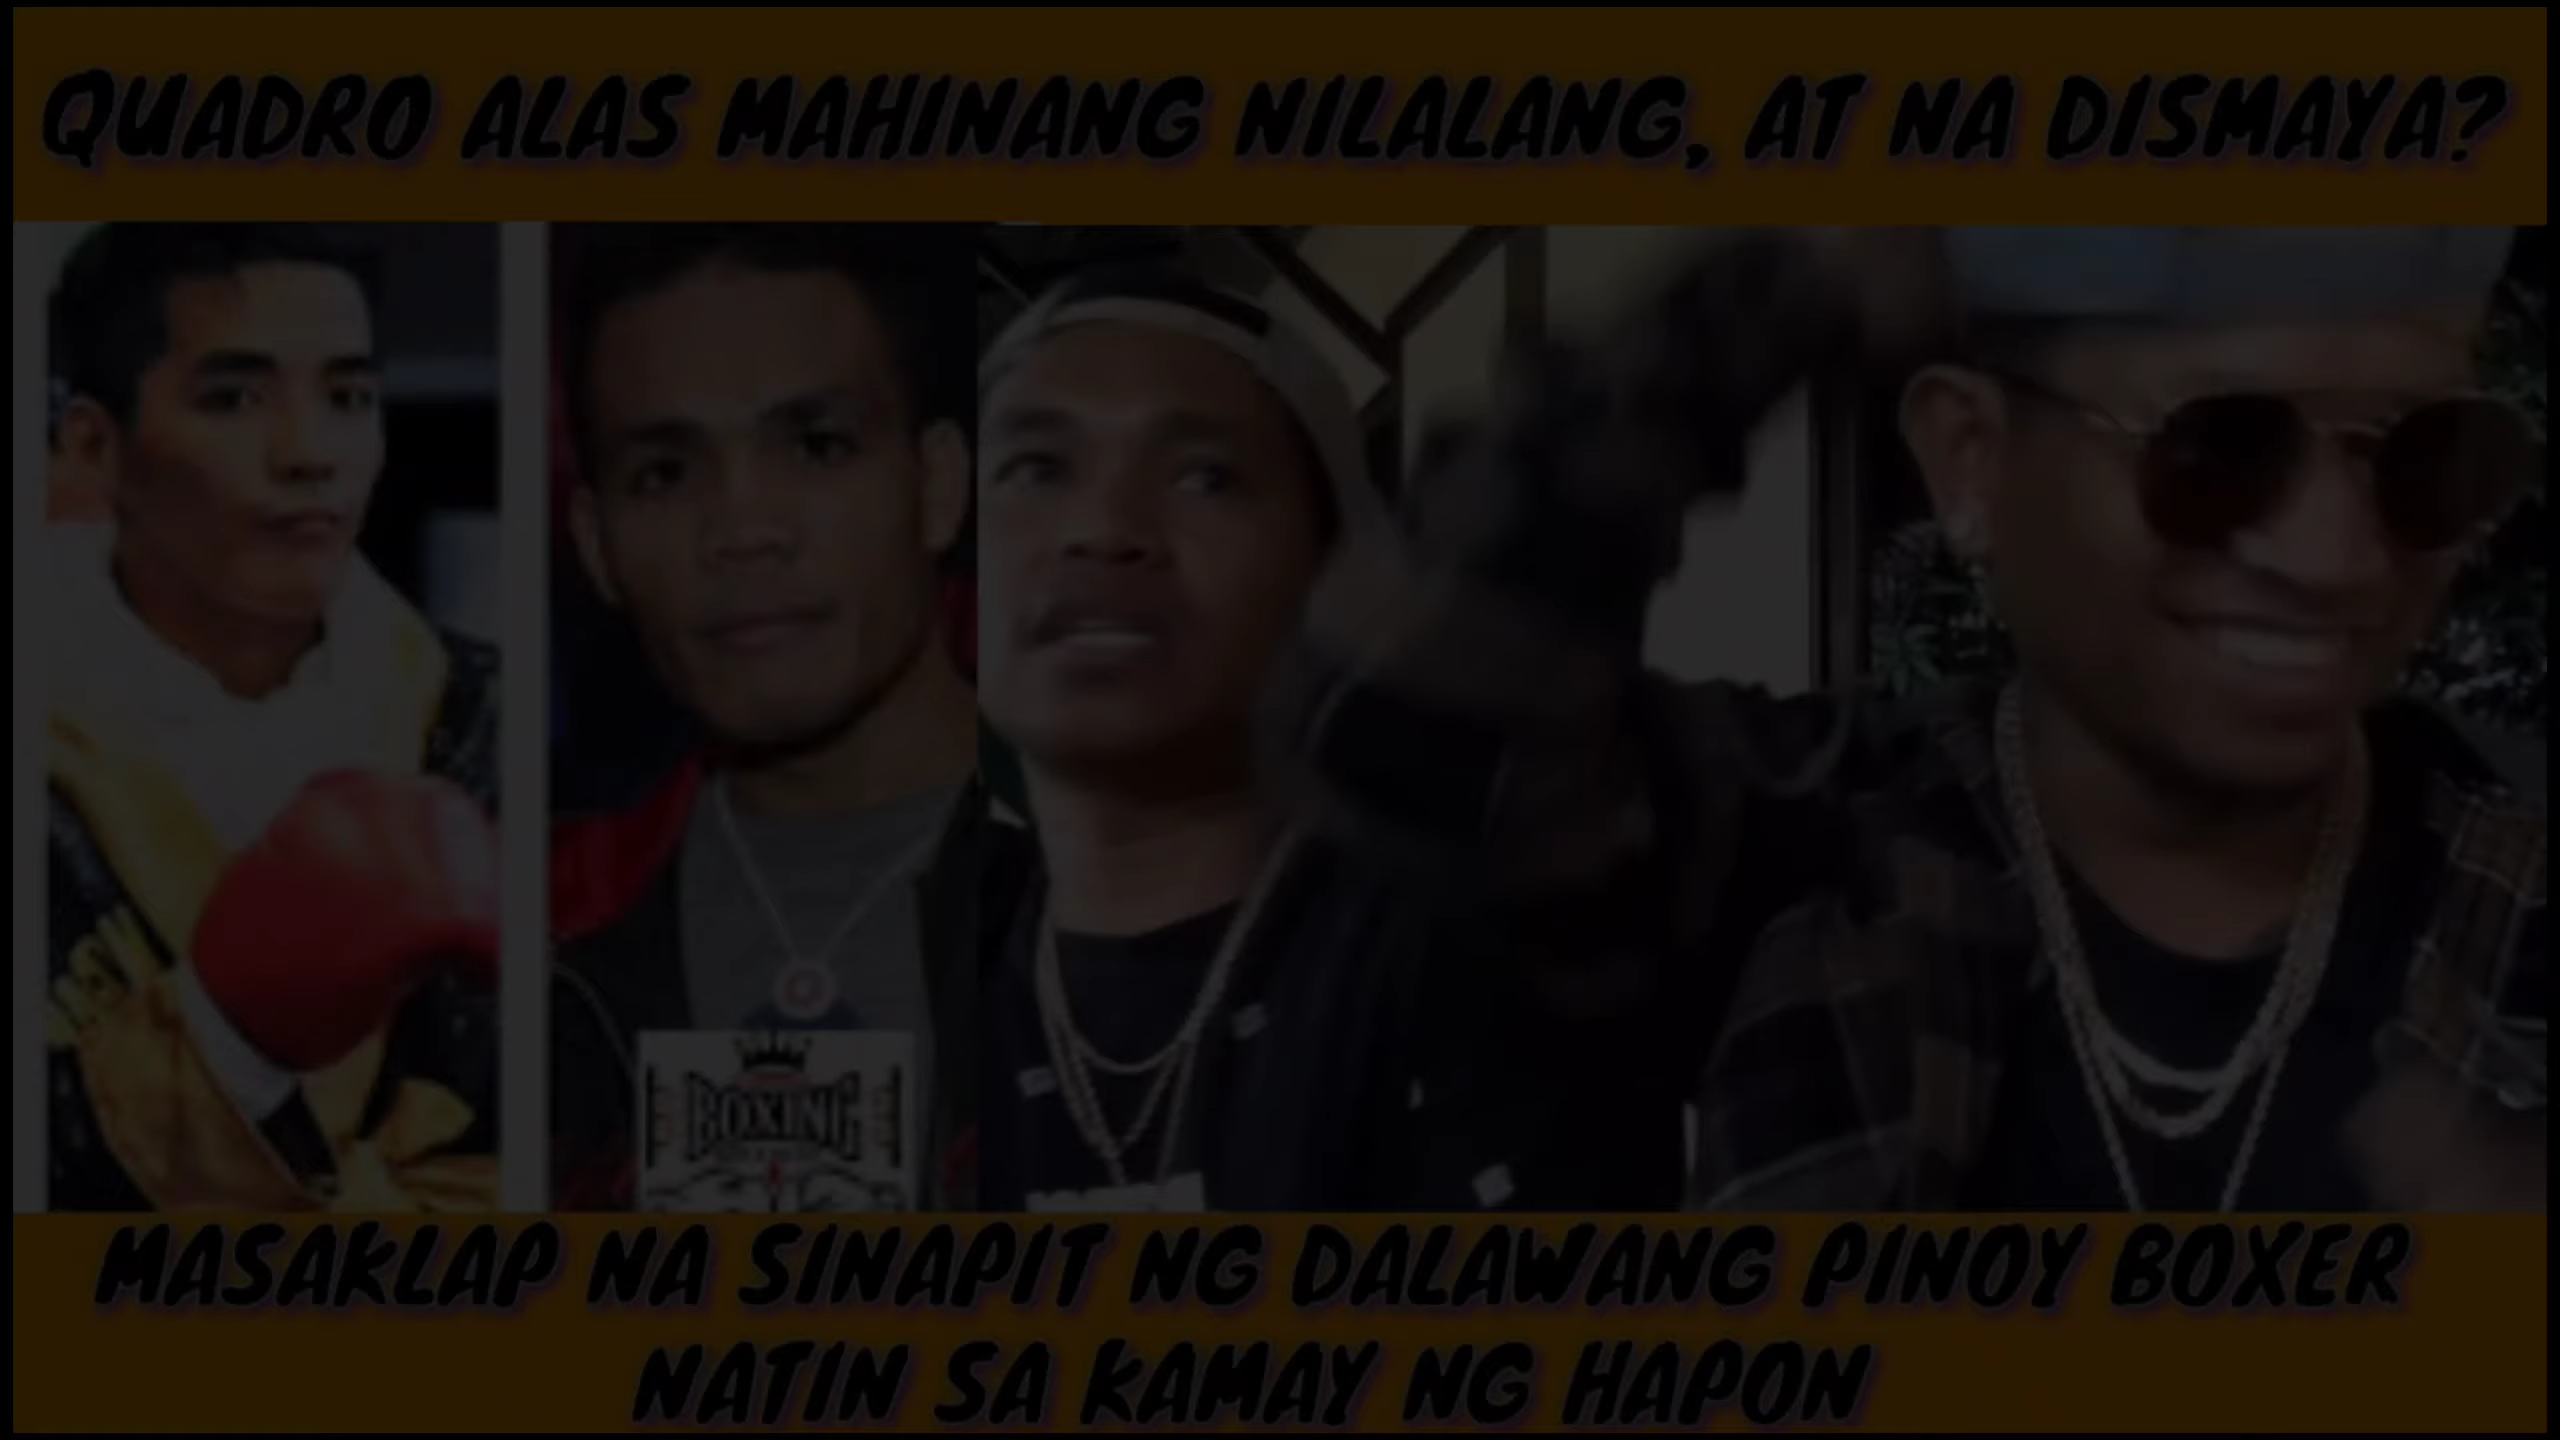 QUADRO ALAS MAHINANG NILALANG, AT NA DISMAYA?
BOXING
MASAKLAP NA SINAPIT NG DALAWANG PINOY BOXER
NATIN SA KAMAY NG HAPON